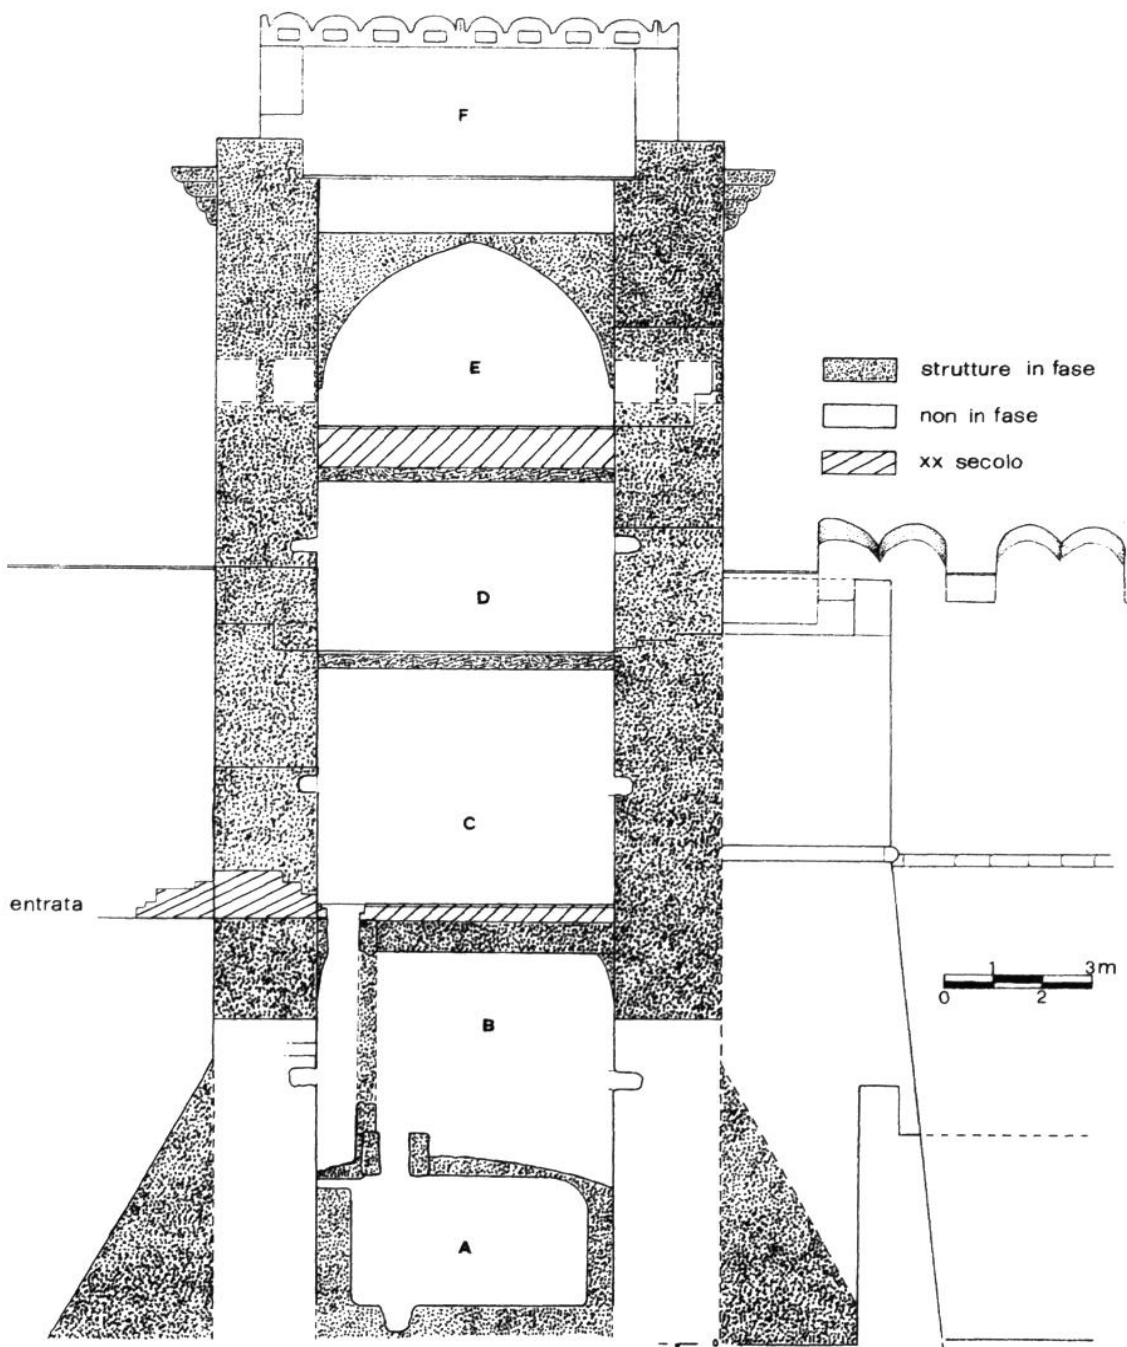 F
E
strutture in fase
non in fase
xx secolo
D
C
entrata
1 3m
0 2
B
A